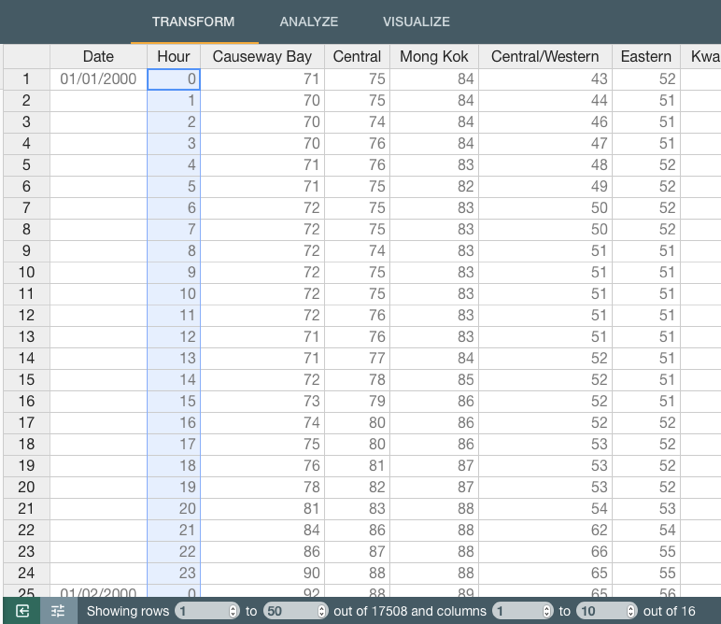 TRANSFORM ANALYZE VISUALIZE
Date Hour Causeway Bay Central Mong Kok Central/Western Eastern Kwa
1 01/01/2000 0 71 75 84 43 52
2 1 70 75 84 44 51
3 2 70 74 84 46 51
4 3 70 76 84 47 51
5 4 71 76 83 48 52
6 5 71 75 82 49 52
7 6 72 75 83 50 52
8 7 72 75 83 50 52
9 8 72 74 83 51 51
10 9 72 75 83 51 51
11 10 72 75 83 51 51
12 11 72 76 83 51 51
13 12 71 76 83 51 51
14 13 71 77 84 52 51
15 14 72 78 85 52 51
16 15 73 79 86 52 51
17 16 74 80 86 52 52
18 17 75 80 86 53 52
19 18 76 81 87 53 52
20 19 78 82 87 53 52
21 20 81 83 88 54 53
22 21 84 86 88 62 54
23 22 86 87 88 66 55
24 23 90 88 88 65 55
25 01/02/2000 0 92 88 89 65 56
Showing rows 1 to 50 out of 17508 and columns 1 to 10 out of 16